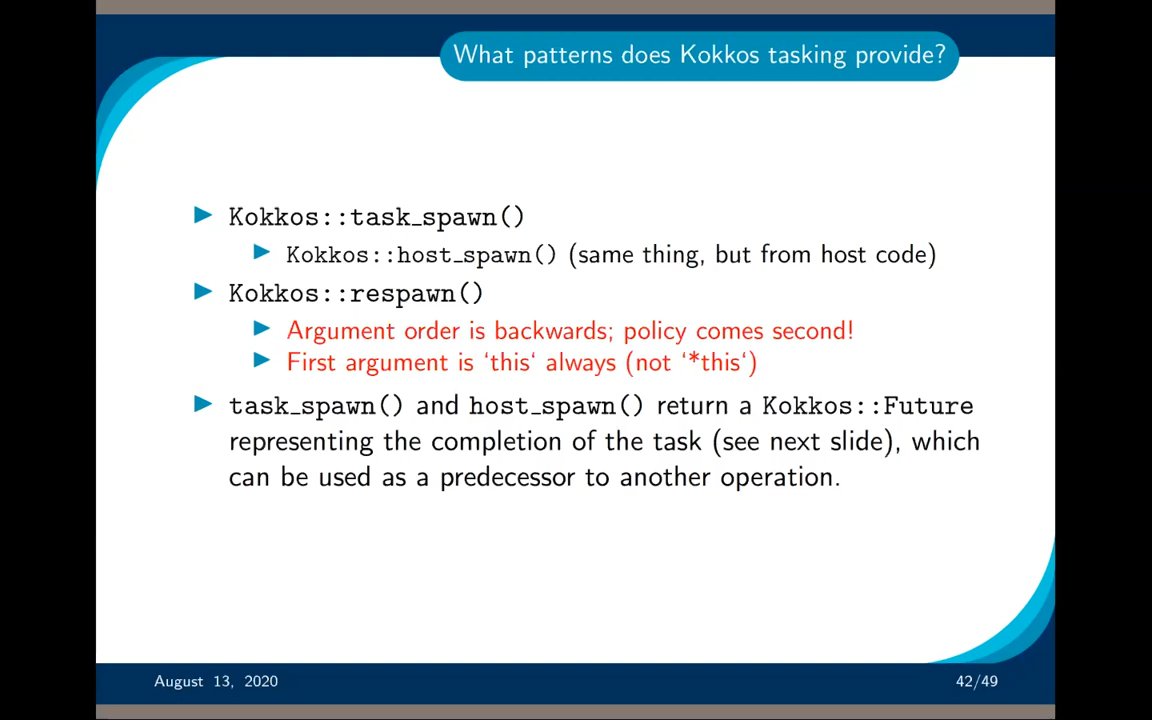 What patterns does Kokkos tasking provide?
Kokkos::task_spawn()
Kokkos::host_spawn() (same thing, but from host code)
Kokkos::respawn()
Argument order is backwards; policy comes second!
First argument is ‘this‘ always (not ‘*this‘)
task_spawn() and host_spawn() return a Kokkos::Future
representing the completion of the task (see next slide), which
can be used as a predecessor to another operation.
August 13, 2020
42/49